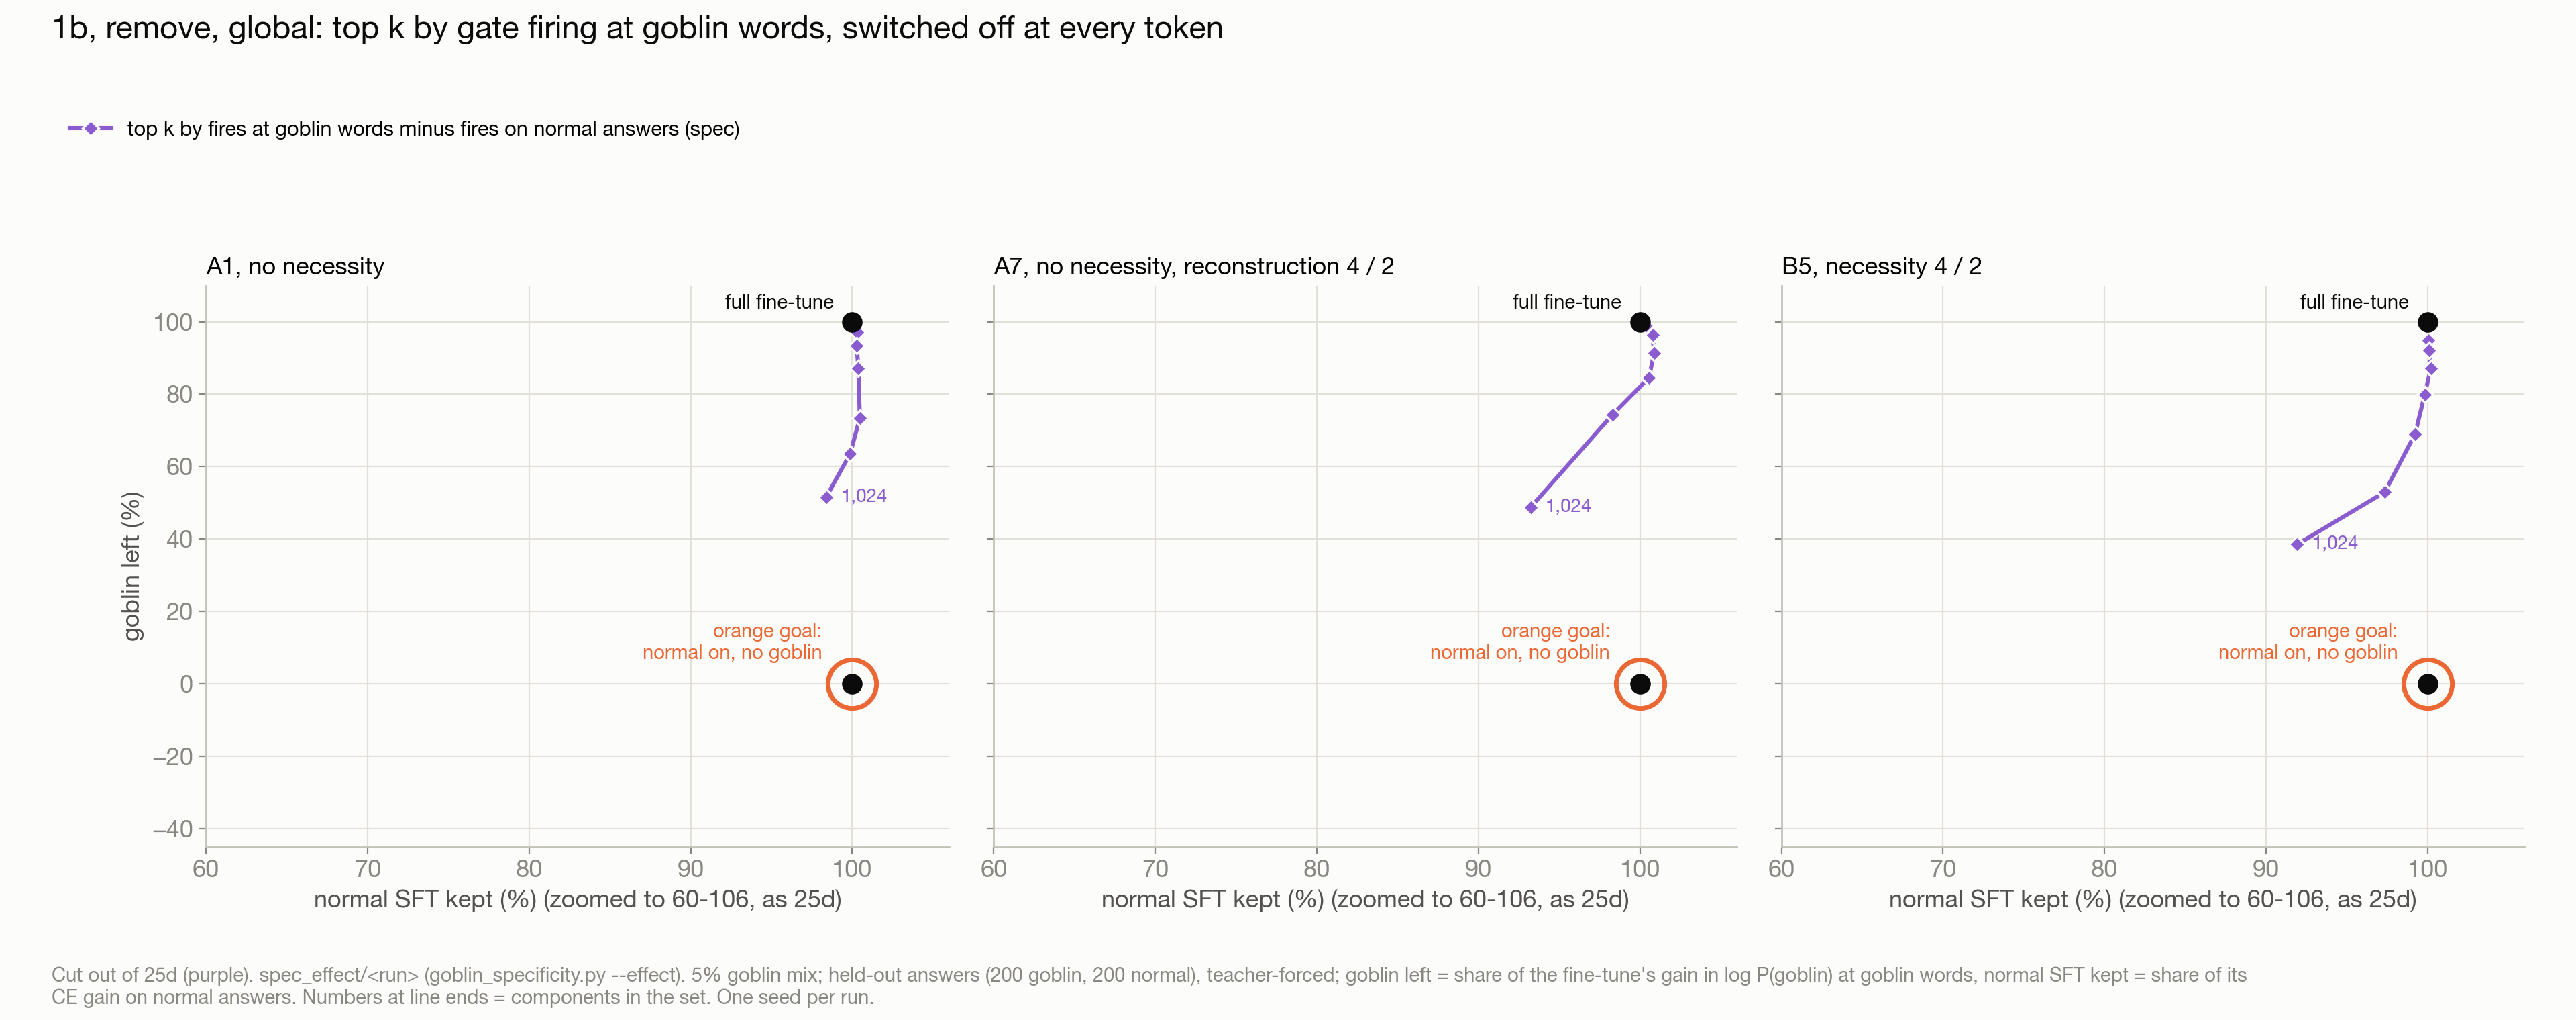 1b, remove, global: top k by gate firing at goblin words, switched off at every token
top k by fires at goblin words minus fires on normal answers (spec)
A1, no necessity
full fine-tune
100
80
60
40
20
0
−20
−40
goblin left (%)
1,024
orange goal:
normal on, no goblin
60 70 80 90 100
normal SFT kept (%) (zoomed to 60-106, as 25d)
A7, no necessity, reconstruction 4 / 2
full fine-tune
1,024
orange goal:
normal on, no goblin
60 70 80 90 100
normal SFT kept (%) (zoomed to 60-106, as 25d)
B5, necessity 4 / 2
full fine-tune
1,024
orange goal:
normal on, no goblin
60 70 80 90 100
normal SFT kept (%) (zoomed to 60-106, as 25d)
Cut out of 25d (purple). spec_effect/<run> (goblin_specificity.py --effect). 5% goblin mix; held-out answers (200 goblin, 200 normal), teacher-forced; goblin left = share of the fine-tune's gain in log P(goblin) at goblin words, normal SFT kept = share of its
CE gain on normal answers. Numbers at line ends = components in the set. One seed per run.